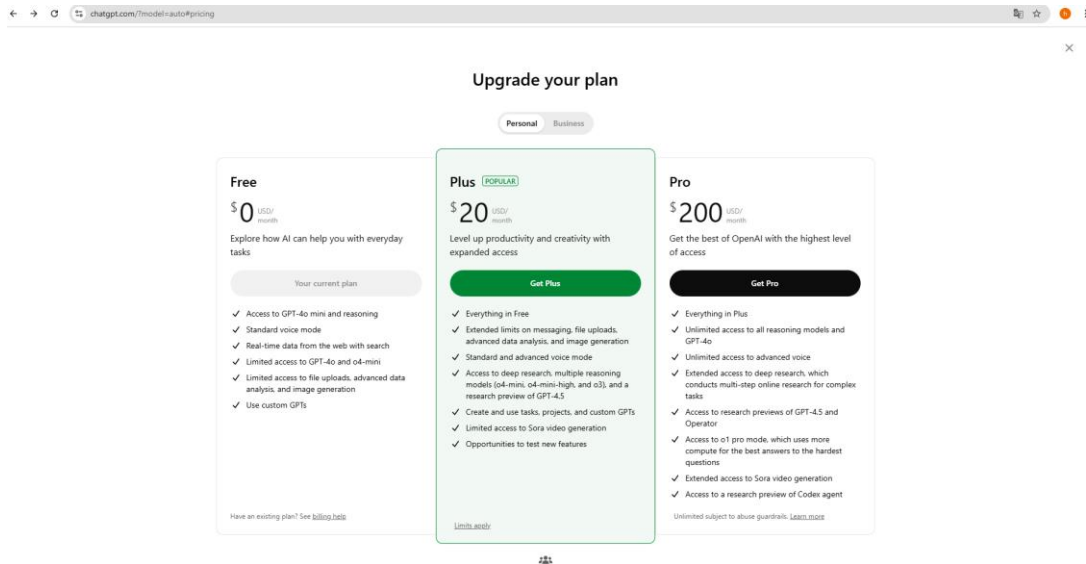 chatgpt.com/?model=auto#pricing
h
Upgrade your plan
Personal
Business
Free
$0 USD/
month
Explore how AI can help you with everyday
tasks
Your current plan
✓ Access to GPT-4o mini and reasoning
✓ Standard voice mode
✓ Real-time data from the web with search
✓ Limited access to GPT-4o and o4-mini
✓ Limited access to file uploads, advanced data
analysis, and image generation
✓ Use custom GPTs
Have an existing plan? See billing help
Plus POPULAR
$20 USD/
month
Level up productivity and creativity with
expanded access
Get Plus
✓ Everything in Free
✓ Extended limits on messaging, file uploads,
advanced data analysis, and image generation
✓ Standard and advanced voice mode
✓ Access to deep research, multiple reasoning
models (o4-mini, o4-mini-high, and o3), and a
research preview of GPT-4.5
✓ Create and use tasks, projects, and custom GPTs
✓ Limited access to Sora video generation
✓ Opportunities to test new features
Limits apply
Pro
$200 USD/
month
Get the best of OpenAI with the highest level
of access
Get Pro
✓ Everything in Plus
✓ Unlimited access to all reasoning models and
GPT-4o
✓ Unlimited access to advanced voice
✓ Extended access to deep research, which
conducts multi-step online research for complex
tasks
✓ Access to research previews of GPT-4.5 and
Operator
✓ Access to o1 pro mode, which uses more
compute for the best answers to the hardest
questions
✓ Extended access to Sora video generation
✓ Access to a research preview of Codex agent
Unlimited subject to abuse guardrails. Learn more